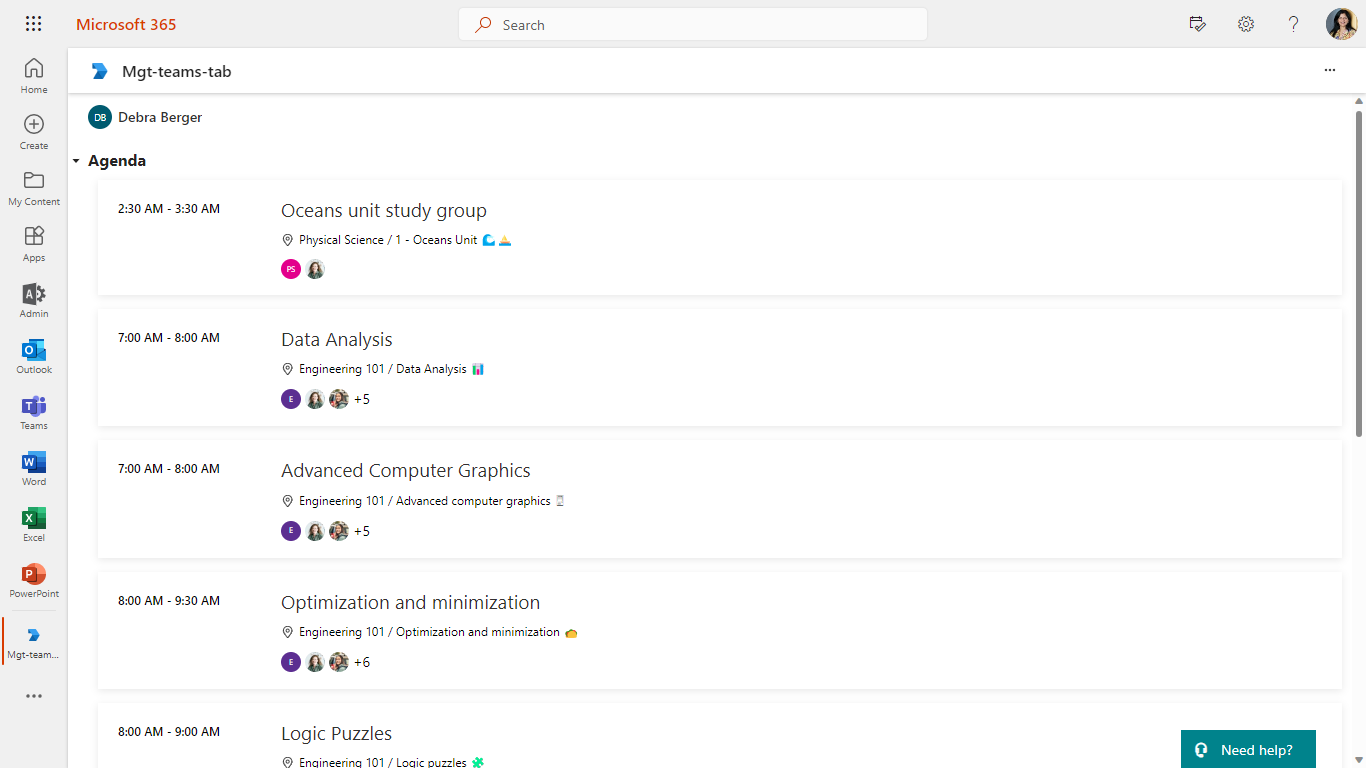 Microsoft 365
Search
?
Home
Create
My Content
Apps
Admin
Outlook
Teams
Word
Excel
PowerPoint
Mgt-team...
Mgt-teams-tab
DB Debra Berger
Agenda
2:30 AM - 3:30 AM
Oceans unit study group
Physical Science / 1 - Oceans Unit 🌊 ⛵
PS
7:00 AM - 8:00 AM
Data Analysis
Engineering 101 / Data Analysis 📊
E +5
7:00 AM - 8:00 AM
Advanced Computer Graphics
Engineering 101 / Advanced computer graphics ⌛
E +5
8:00 AM - 9:30 AM
Optimization and minimization
Engineering 101 / Optimization and minimization 🌮
E +6
8:00 AM - 9:00 AM
Logic Puzzles
Engineering 101 / Logic puzzles 🧩
Need help?